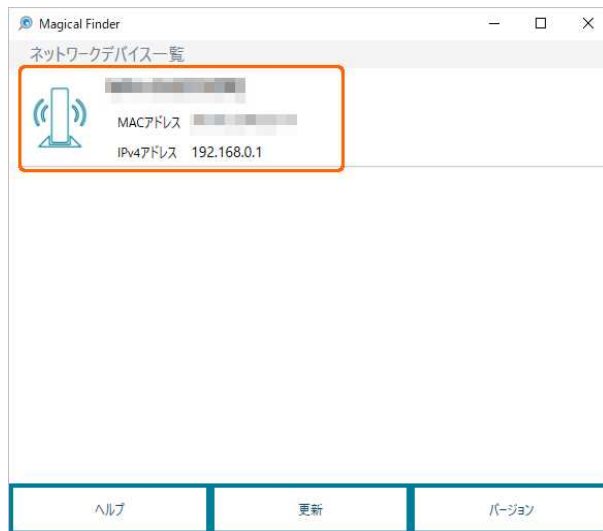 Magical Finder
ネットワークデバイス一覧
MACアドレス
IPv4アドレス 192.168.0.1
ヘルプ
更新
バージョン